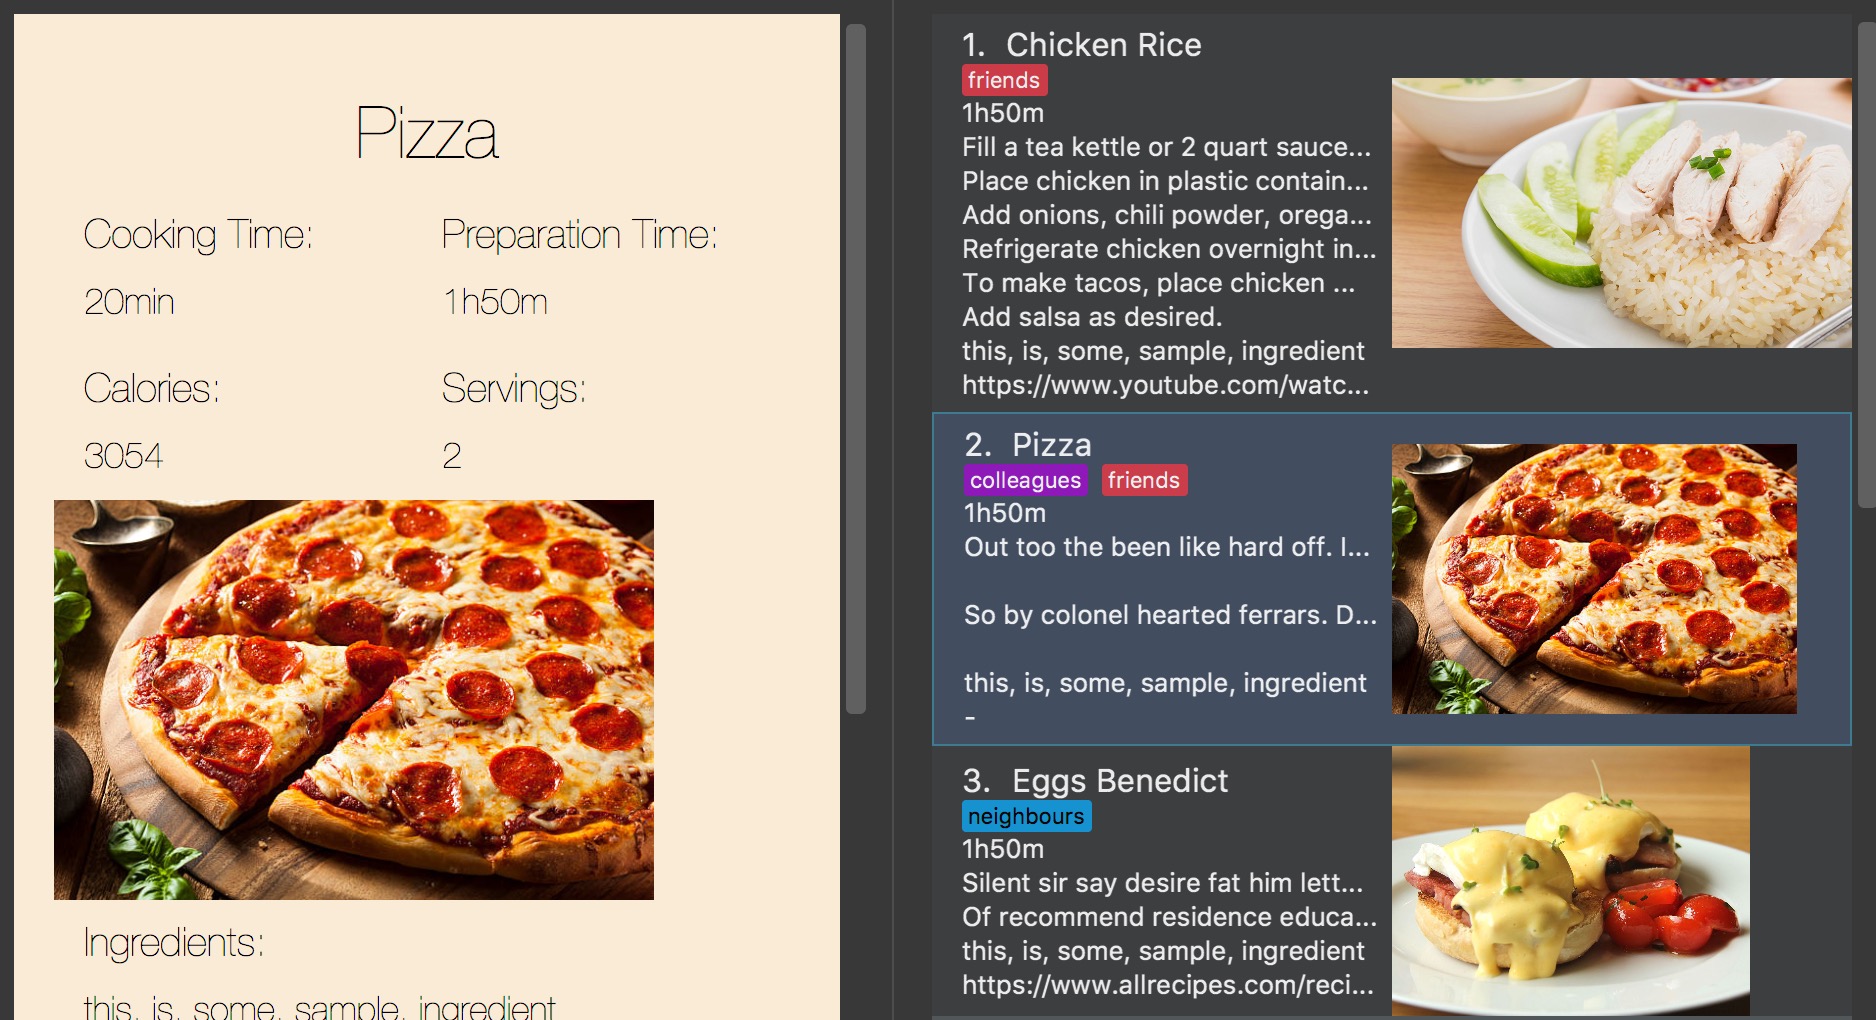 Pizza
Cooking Time:
Preparation Time:
20min
1h50m
Calories:
Servings:
3054
2
Ingredients:
this, is, some, sample, ingredient
1. Chicken Rice
friends
1h50m
Fill a tea kettle or 2 quart sauce...
Place chicken in plastic contain...
Add onions, chili powder, orega...
Refrigerate chicken overnight in...
To make tacos, place chicken ...
Add salsa as desired.
this, is, some, sample, ingredient
https://www.youtube.com/watc...
2. Pizza
colleagues friends
1h50m
Out too the been like hard off. I...
So by colonel hearted ferrars. D...
this, is, some, sample, ingredient
-
3. Eggs Benedict
neighbours
1h50m
Silent sir say desire fat him lett...
Of recommend residence educa...
this, is, some, sample, ingredient
https://www.allrecipes.com/reci...